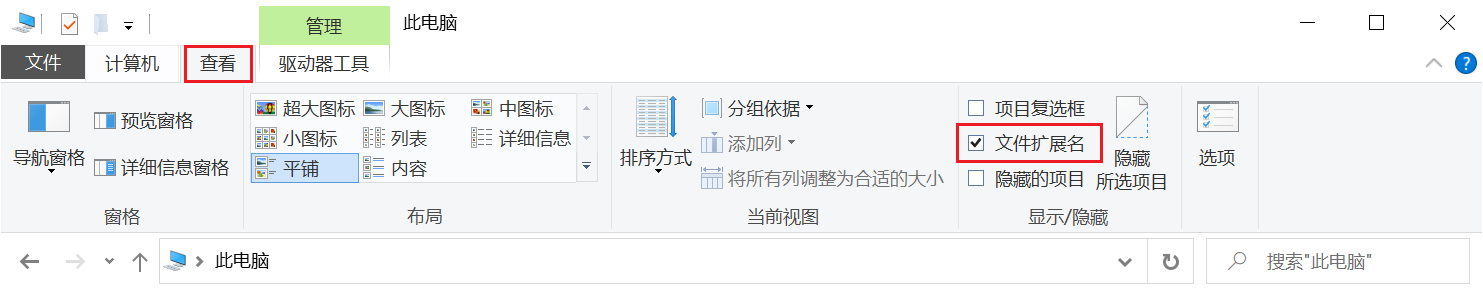 管理
此电脑
文件
计算机
查看
驱动器工具
导航窗格
预览窗格
详细信息窗格
窗格
超大图标
大图标
中图标
小图标
列表
详细信息
平铺
内容
布局
排序方式
分组依据
添加列
将所有列调整为合适的大小
当前视图
项目复选框
文件扩展名
隐藏的项目
隐藏
所选项目
显示/隐藏
选项
此电脑
搜索"此电脑"